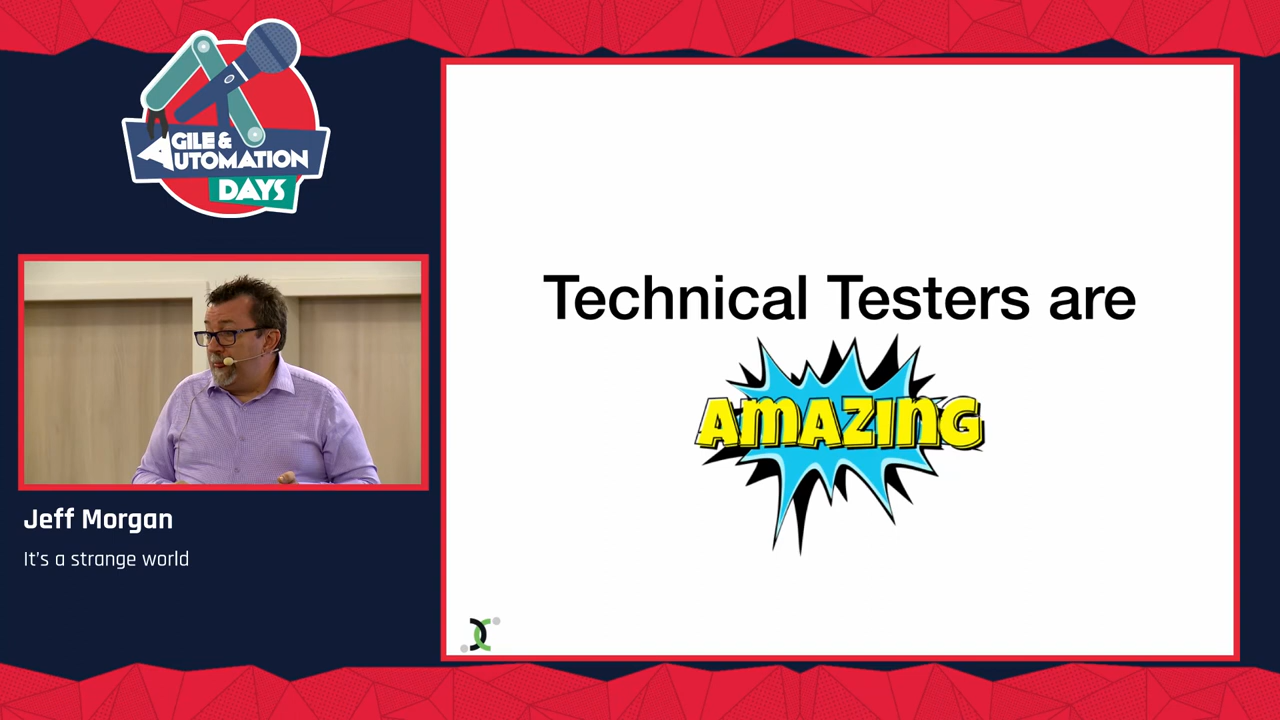 AGILE &
AUTOMATION
DAYS
Jeff Morgan
It's a strange world
Technical Testers are
AMAZING